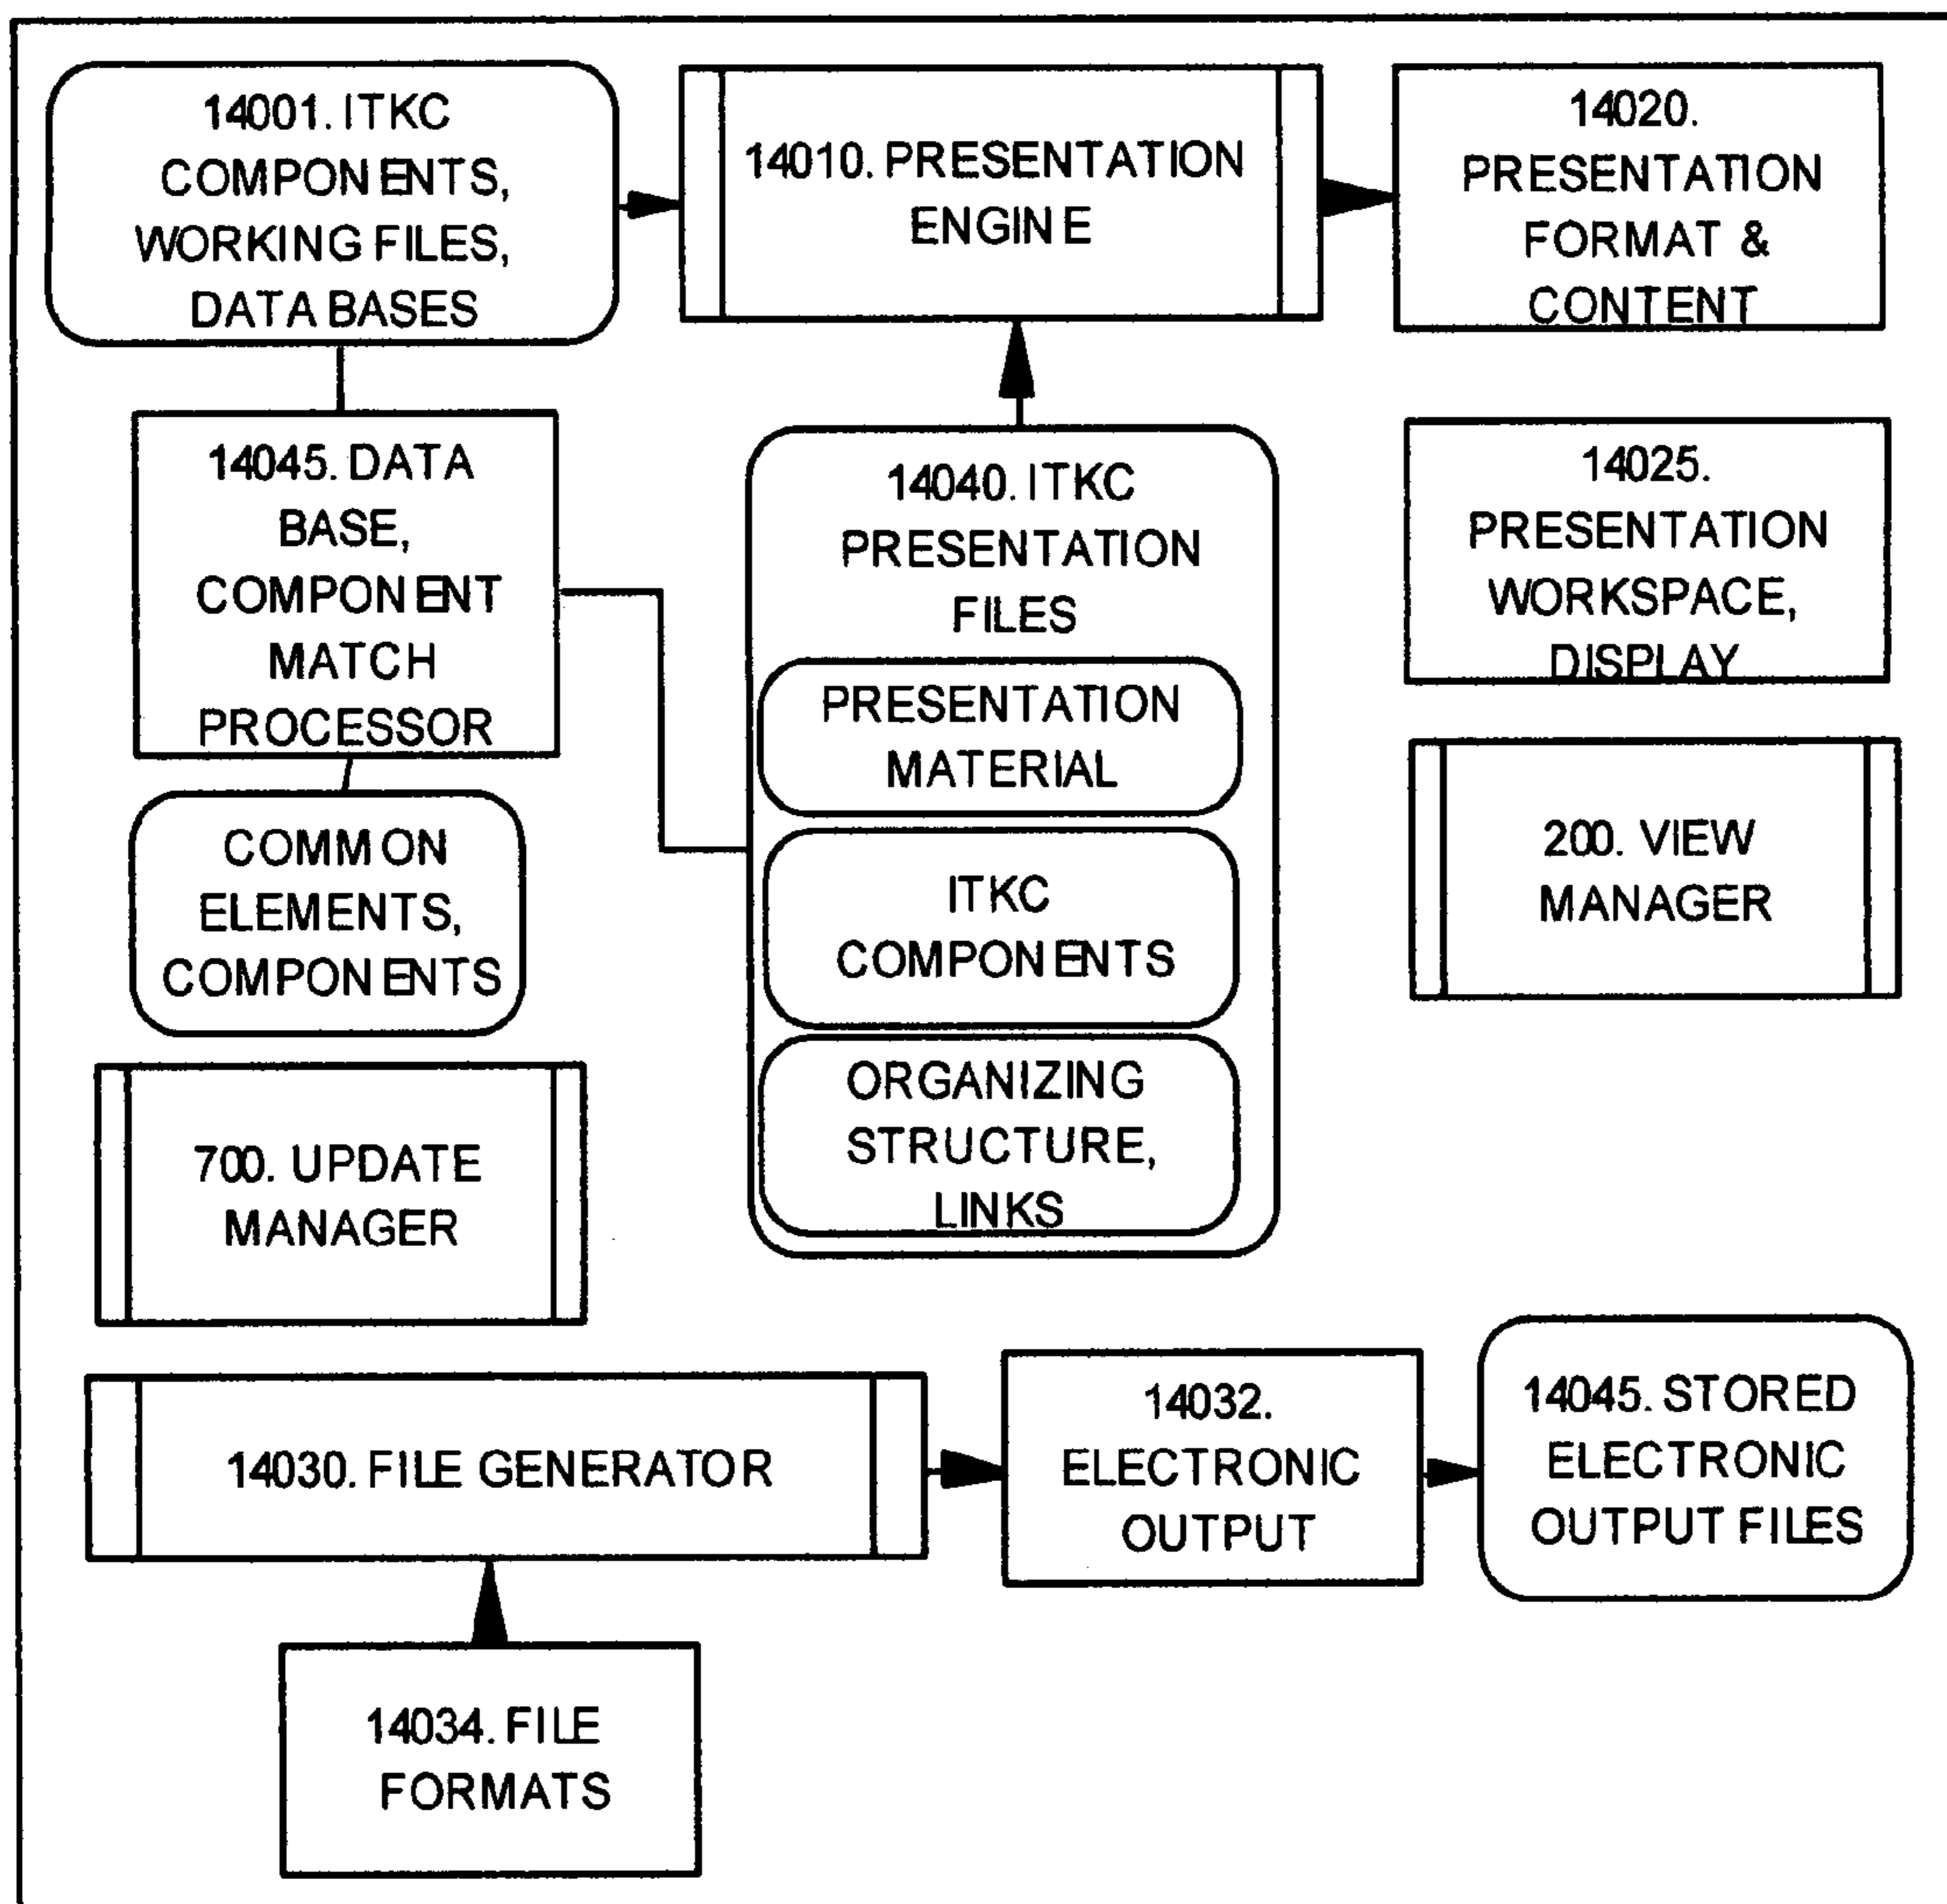 14001. ITKC
COMPONENTS,
WORKING FILES,
DATA BASES
14010. PRESENTATION
ENGINE
14020.
PRESENTATION
FORMAT &
CONTENT
14045. DATA
BASE,
COMPONENT
MATCH
PROCESSOR
14040. ITKC
PRESENTATION
FILES
PRESENTATION
MATERIAL
ITKC
COMPONENTS
ORGANIZING
STRUCTURE,
LINKS
14025.
PRESENTATION
WORKSPACE,
DISPLAY
200. VIEW
MANAGER
COMMON
ELEMENTS,
COMPONENTS
700. UPDATE
MANAGER
14030. FILE GENERATOR
14032.
ELECTRONIC
OUTPUT
14045. STORED
ELECTRONIC
OUTPUT FILES
14034. FILE
FORMATS